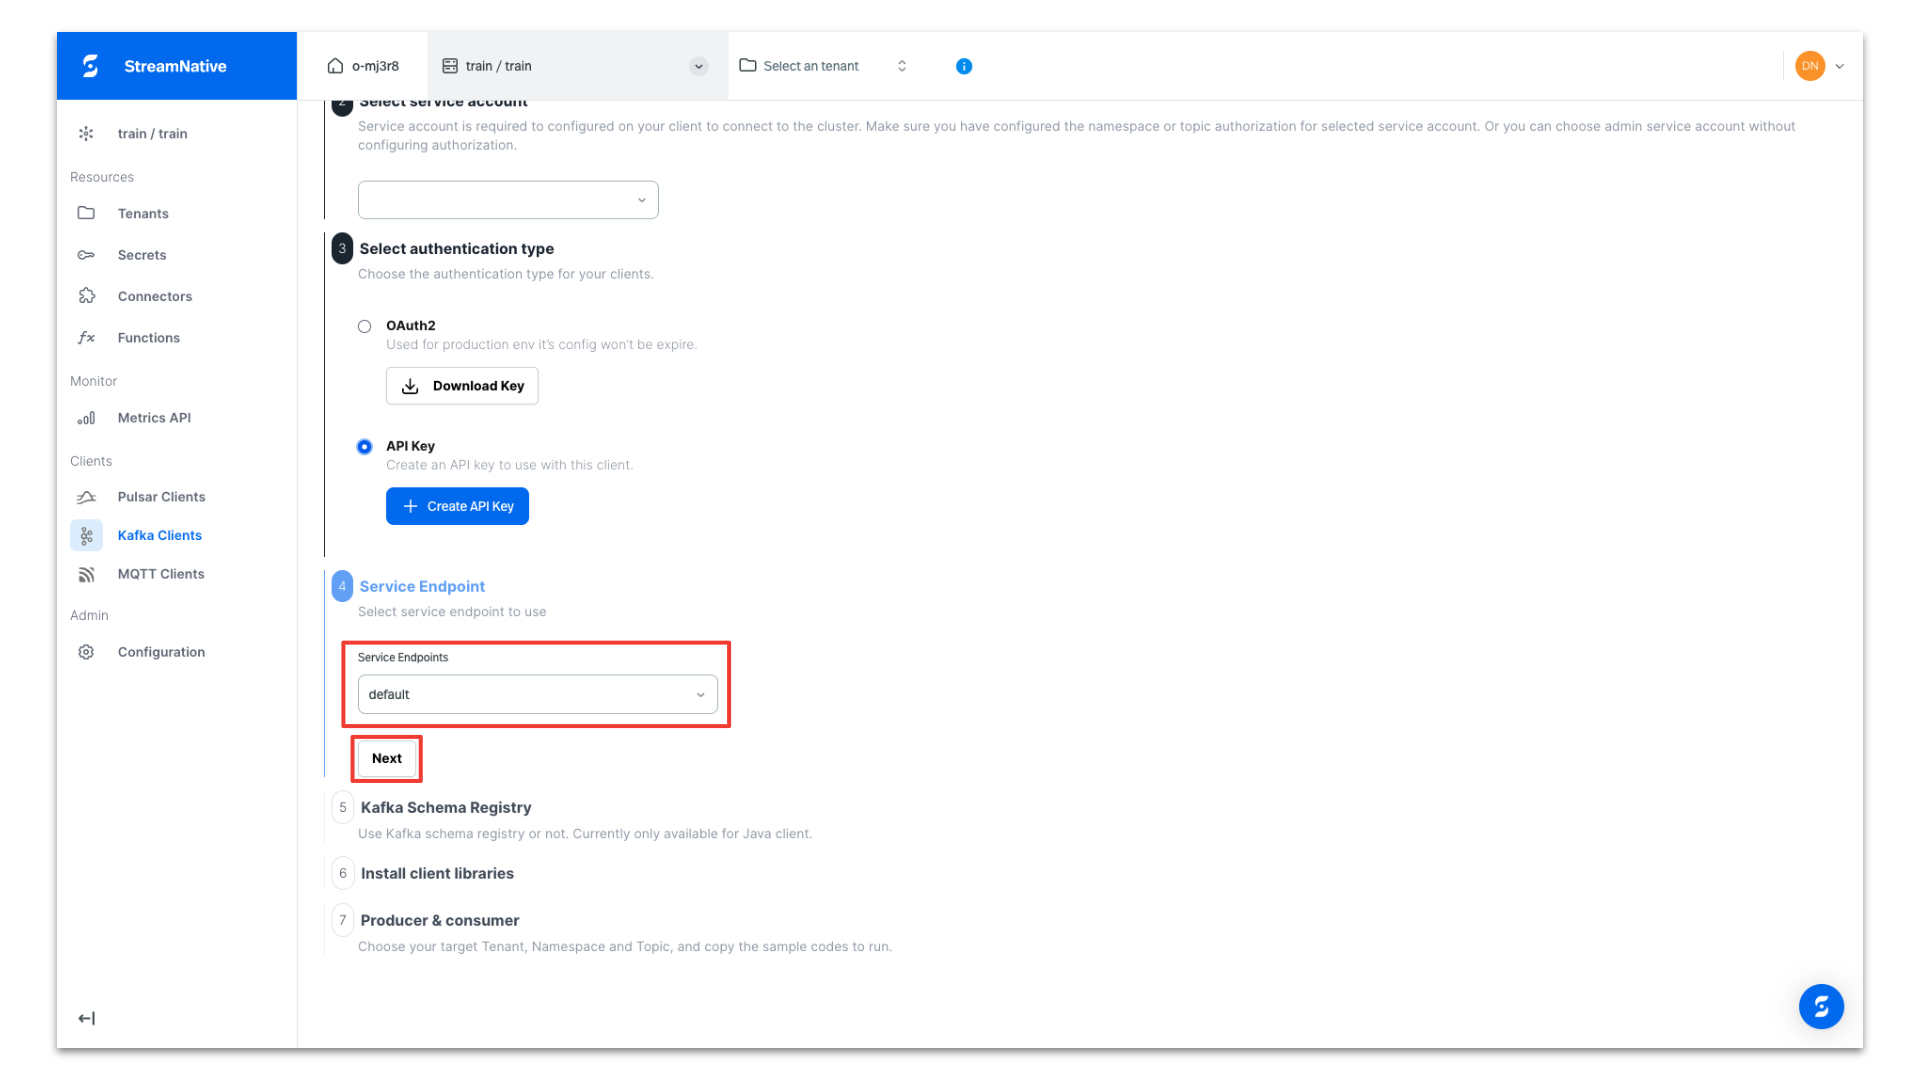 StreamNative
o-mj3r8
train / train
Select an tenant
DN
train / train
Resources
Tenants
Secrets
Connectors
Functions
Monitor
Metrics API
Clients
Pulsar Clients
Kafka Clients
MQTT Clients
Admin
Configuration
2 Select service account
Service account is required to configured on your client to connect to the cluster. Make sure you have configured the namespace or topic authorization for selected service account. Or you can choose admin service account without
configuring authorization.
3 Select authentication type
Choose the authentication type for your clients.
OAuth2
Used for production env it's config won't be expire.
Download Key
API Key
Create an API key to use with this client.
Create API Key
4 Service Endpoint
Select service endpoint to use
Service Endpoints
default
Next
5 Kafka Schema Registry
Use Kafka schema registry or not. Currently only available for Java client.
6 Install client libraries
7 Producer & consumer
Choose your target Tenant, Namespace and Topic, and copy the sample codes to run.